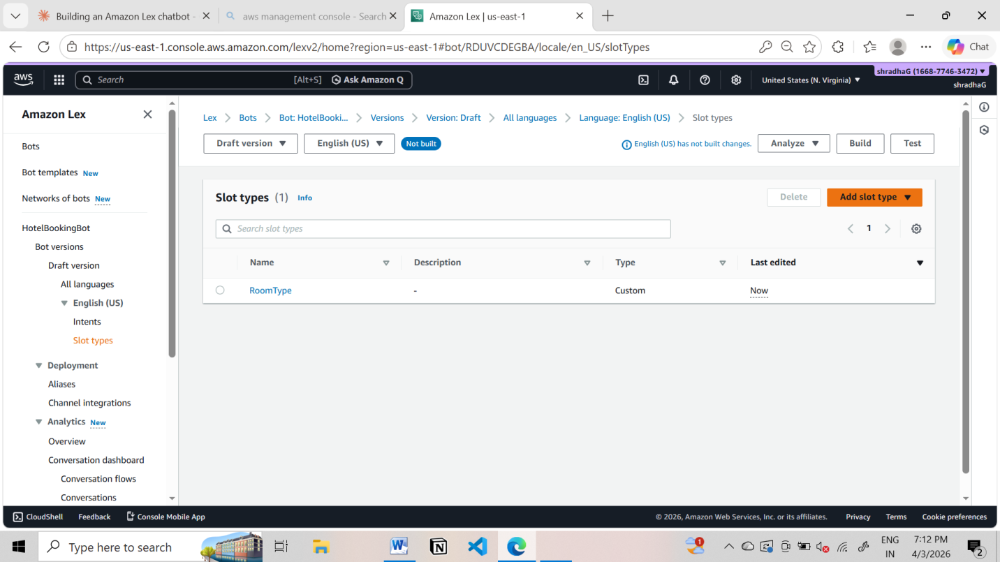 Building an Amazon Lex chatbot -
aws management console - Search
Amazon Lex | us-east-1
https://us-east-1.console.aws.amazon.com/lexv2/home?region=us-east-1#bot/RDUVCDEGBA/locale/en_US/slotTypes
Chat
aws
Search
[Alt+S]
Ask Amazon Q
United States (N. Virginia)
shradhaG (1668-7746-3472)
shradhaG
Amazon Lex
Bots
Bot templates New
Networks of bots New
HotelBookingBot
Bot versions
Draft version
All languages
English (US)
Intents
Slot types
Deployment
Aliases
Channel integrations
Analytics New
Overview
Conversation dashboard
Conversation flows
Conversations
Lex
Bots
Bot: HotelBooki...
Versions
Version: Draft
All languages
Language: English (US)
Slot types
Draft version
English (US)
Not built
English (US) has not built changes.
Analyze
Build
Test
Slot types (1) Info
Delete
Add slot type
Search slot types
1
Name
Description
Type
Last edited
RoomType
-
Custom
Now
CloudShell
Feedback
Console Mobile App
© 2026, Amazon Web Services, Inc. or its affiliates.
Privacy
Terms
Cookie preferences
Type here to search
1
ENG
IN
7:12 PM
4/3/2026
2